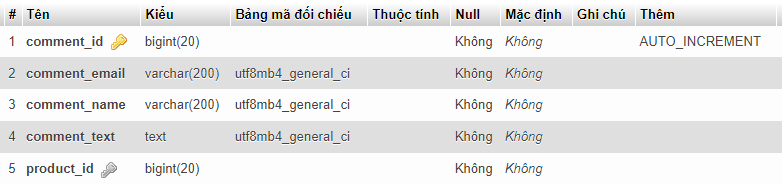 # Tên Kiểu Bảng mã đối chiếu Thuộc tính Null Mặc định Ghi chú Thêm
1 comment_id bigint(20) Không Không AUTO_INCREMENT
2 comment_email varchar(200) utf8mb4_general_ci Không Không
3 comment_name varchar(200) utf8mb4_general_ci Không Không
4 comment_text text utf8mb4_general_ci Không Không
5 product_id bigint(20) Không Không